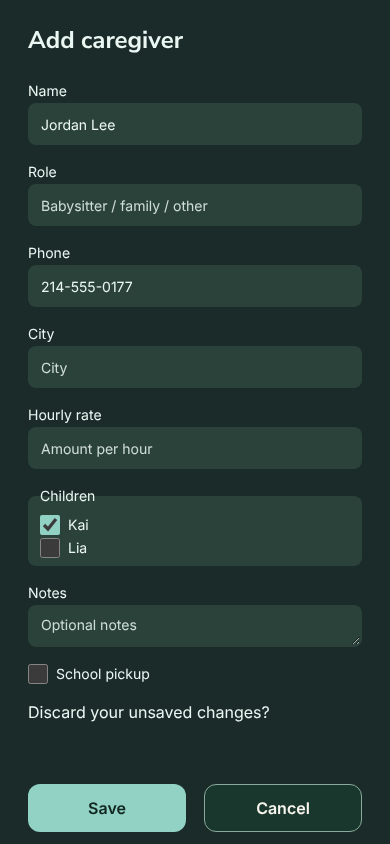 Add caregiver
Name
Jordan Lee
Role
Babysitter / family / other
Phone
214-555-0177
City
City
Hourly rate
Amount per hour
Children
Kai
Lia
Notes
Optional notes
School pickup
Discard your unsaved changes?
Save
Cancel